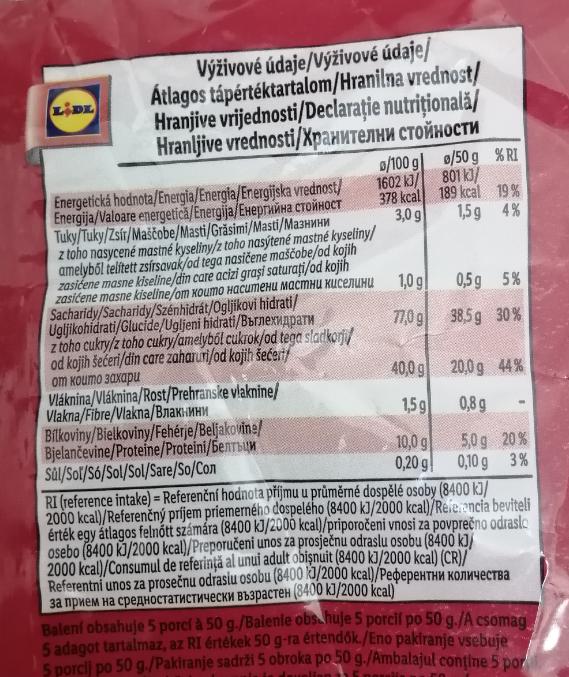 LIDL
Výživové údaje/Výživové údaje/
Átlagos tápértéktartalom/Hranilna vrednost/
Hranjive vrijednosti/Declarație nutrițională/
Hranljive vrednosti/Хранителни стойности
ø/100 g ø/50 g % RI
Energetická hodnota/Energia/Energia/Energijska vrednost/ 1602 kJ/ 801 kJ/
Energija/Valoare energetică/Energija/Енергийна стойност 378 kcal 189 kcal 19 %
Tuky/Tuky/Zsír/Maščobe/Masti/Grăsimi/Masti/Мазнини 3,0 g 1,5 g 4 %
z toho nasycené mastné kyseliny/z toho nasýtené mastné kyseliny/
amelyből telített zsírsavak/od tega nasičene maščobe/od kojih
zasićene masne kiseline/din care acizi grași saturați/od kojih
zasićene masne kiseline/от които наситени мастни киселини 1,0 g 0,5 g 5 %
Sacharidy/Sacharidy/Szénhidrát/Ogljikovi hidrati/
Ugljikohidrati/Glucide/Ugljeni hidrati/Въглехидрати 77,0 g 38,5 g 30 %
z toho cukry/z toho cukry/amelyből cukrok/od tega sladkorji/
od kojih šećeri/din care zaharuri/od kojih šećeri/
от които захари 40,0 g 20,0 g 44 %
Vláknina/Vláknina/Rost/Prehranske vlaknine/
Vlakna/Fibre/Vlakna/Влакнини 1,5 g 0,8 g -
Bílkoviny/Bielkoviny/Fehérje/Beljakovine/
Bjelančevine/Proteine/Proteini/Белтъци 10,0 g 5,0 g 20 %
Sůl/Soľ/Só/Sol/Sol/Sare/So/Сол 0,20 g 0,10 g 3 %
RI (reference intake) = Referenční hodnota příjmu u průměrné dospělé osoby (8400 kJ/
2000 kcal)/Referenčný príjem priemerného dospelého (8400 kJ/2000 kcal)/Referencia beviteli
érték egy átlagos felnőtt számára (8400 kJ/2000 kcal)/priporočeni vnosi za povprečno odraslo
osebo (8400 kJ/2000 kcal)/Preporučeni unos za prosječnu odraslu osobu (8400 kJ/
2000 kcal)/Consumul de referință al unui adult obișnuit (8400 kJ/2000 kcal) (CR)/
Referentni unos za prosečnu odraslu osobu (8400 kJ/2000 kcal)/Референтни количества
за прием на средностатистически възрастен (8400 kJ/2000 kcal)
Balení obsahuje 5 porcí à 50 g./Balenie obsahuje 5 porcií po 50 g./A csomag
5 adagot tartalmaz, az RI értékek 50 g-ra értendők./Eno pakiranje vsebuje
5 porcij po 50 g./Pakiranje sadrži 5 obroka po 50 g./Ambalajul conține 5